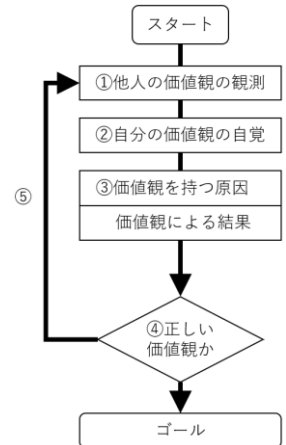 スタート
①他人の価値観の観測
②自分の価値観の自覚
③価値観を持つ原因
価値観による結果
⑤
④正しい
価値観か
ゴール